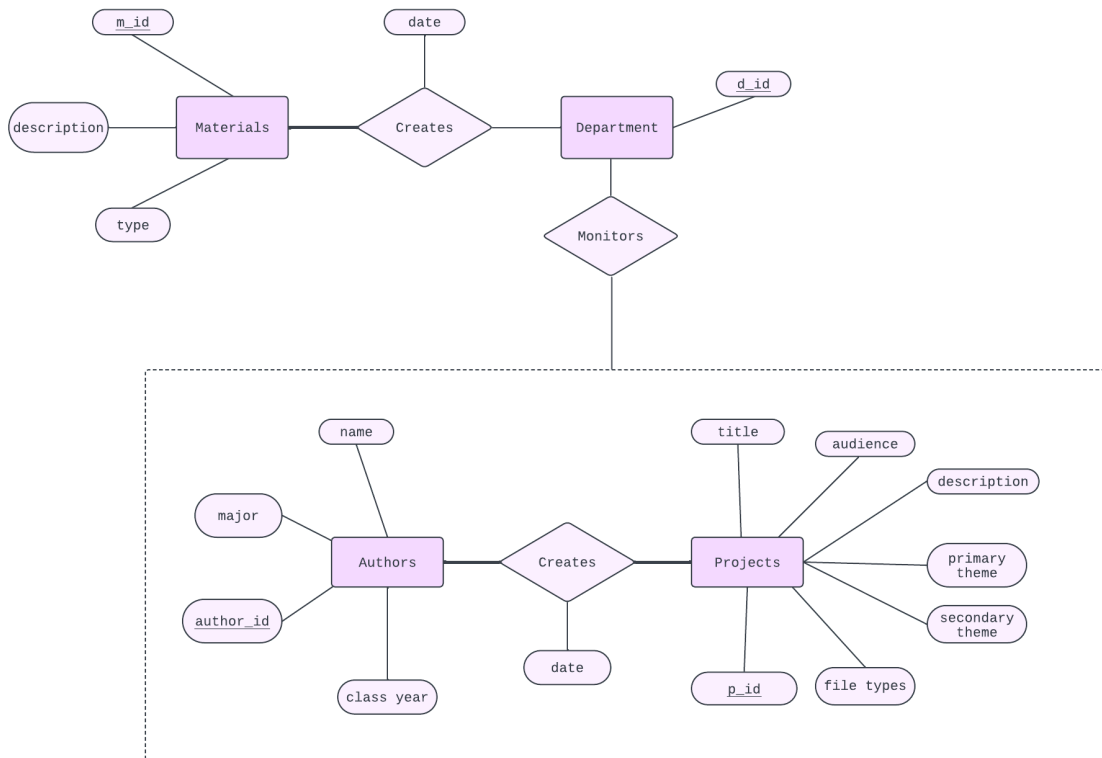 m_id
date
d_id
description
Materials
Creates
Department
type
Monitors
name
title
audience
description
major
Authors
Creates
Projects
primary
theme
author_id
secondary
theme
date
class year
p_id
file types